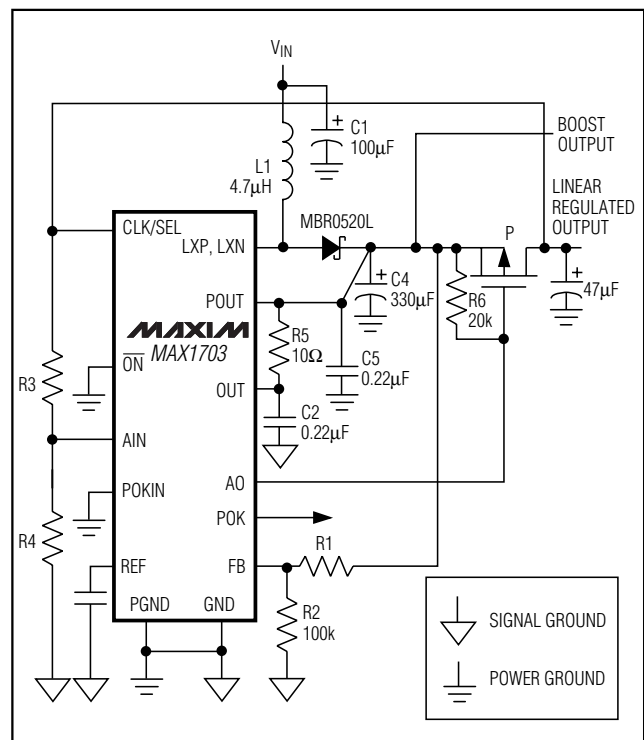 VIN
C1
100µF
BOOST
OUTPUT
L1
4.7µH
MBR0520L
LINEAR
REGULATED
OUTPUT
CLK/SEL
LXP, LXN
P
POUT
C4
330µF
R6
20k
47µF
MAXIM
MAX1703
R5
10Ω
C5
0.22µF
ON
R3
OUT
C2
0.22µF
AIN
AO
POKIN
POK
R4
R1
REF
FB
PGND
GND
R2
100k
SIGNAL GROUND
POWER GROUND